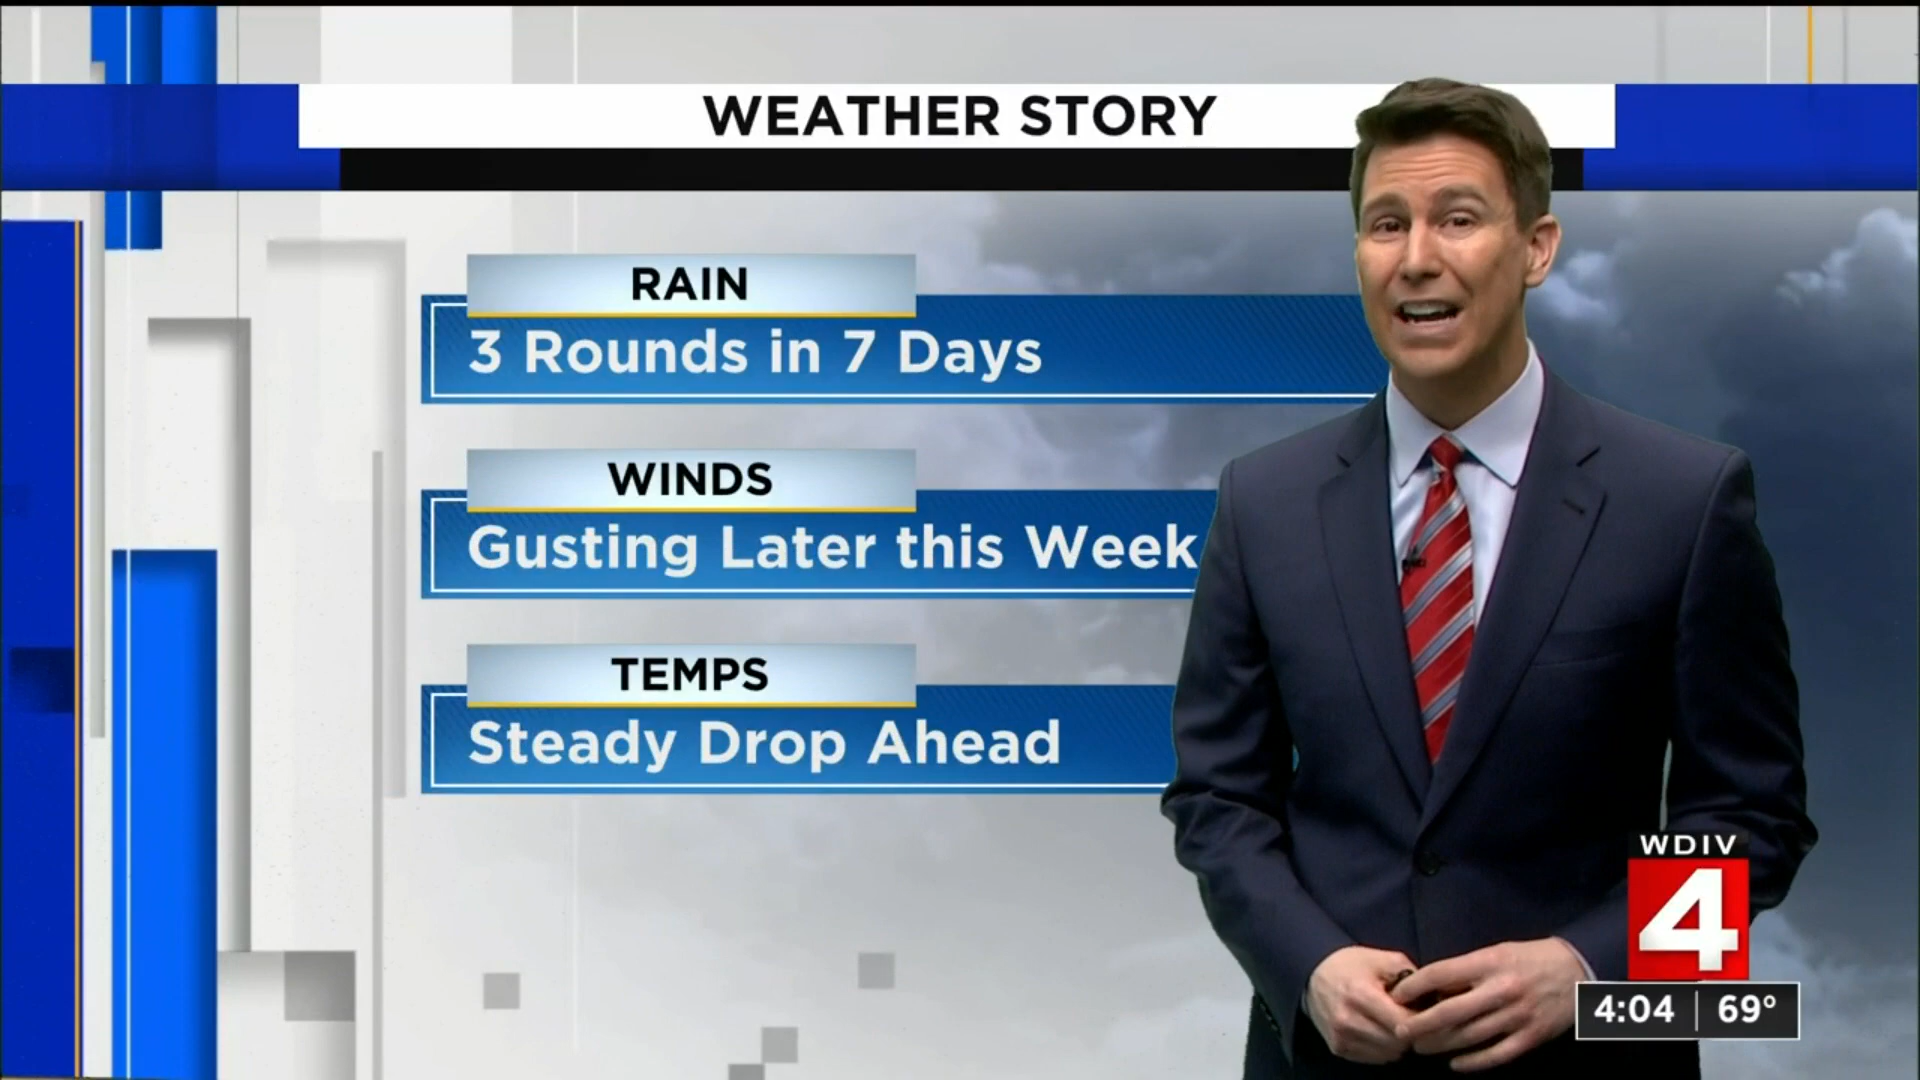 WEATHER STORY
RAIN
3 Rounds in 7 Days
WINDS
Gusting Later this Week
TEMPS
Steady Drop Ahead
WDIV
4
4:04 69°